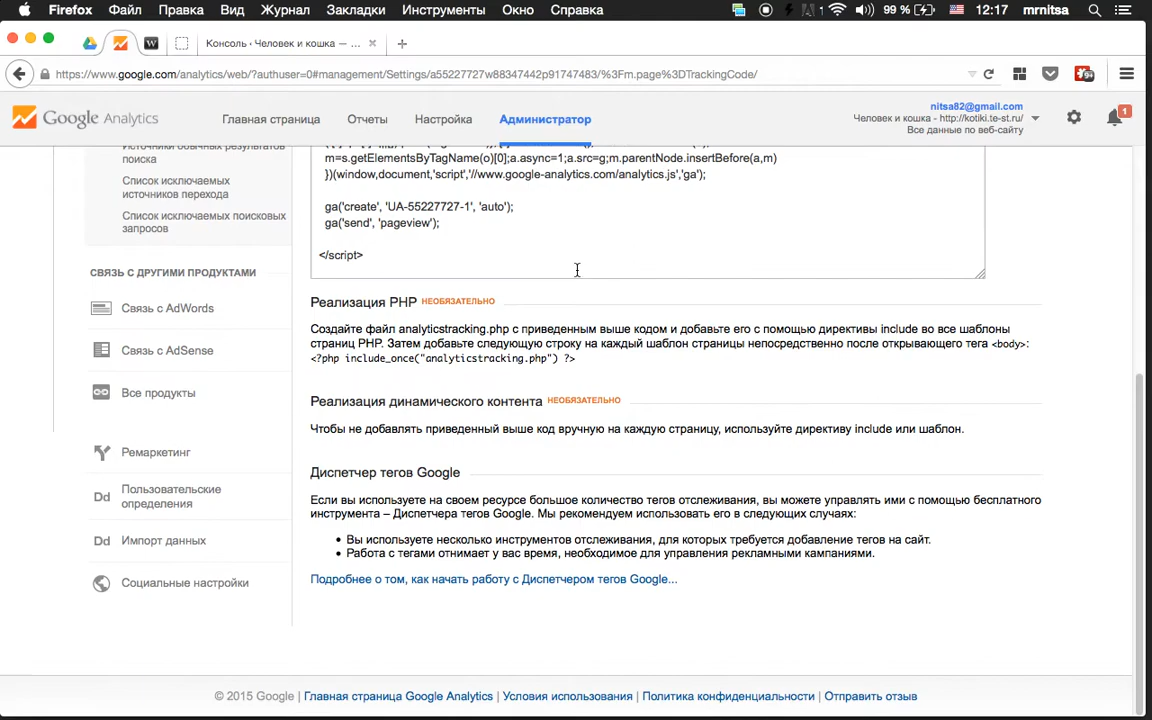 Firefox Файл Правка Вид Журнал Закладки Инструменты Окно Справка 1 99 % 12:17 mrnitsa
W Консоль ‹ Человек и кошка — ...
https://www.google.com/analytics/web/?authuser=0#management/Settings/a55227727w88347442p91747483/%3Fm.page%3DTrackingCode/ 9+
Google Analytics Главная страница Отчеты Настройка Администратор
nitsa82@gmail.com
Человек и кошка - http://kotiki.te-st.ru/
Все данные по веб-сайту
1
Источники обычных результатов
поиска
Список исключаемых
источников перехода
Список исключаемых поисковых
запросов
СВЯЗЬ С ДРУГИМИ ПРОДУКТАМИ
Связь с AdWords
Связь с AdSense
Все продукты
Ремаркетинг
Dd Пользовательские
определения
Dd Импорт данных
Социальные настройки
m=s.getElementsByTagName(o)[0];a.async=1;a.src=g;m.parentNode.insertBefore(a,m)
})(window,document,'script','//www.google-analytics.com/analytics.js','ga');
ga('create', 'UA-55227727-1', 'auto');
ga('send', 'pageview');
</script>
Реализация PHP НЕОБЯЗАТЕЛЬНО
Создайте файл analyticstracking.php с приведенным выше кодом и добавьте его с помощью директивы include во все шаблоны
страниц PHP. Затем добавьте следующую строку на каждый шаблон страницы непосредственно после открывающего тега <body>:
<?php include_once("analyticstracking.php") ?>
Реализация динамического контента НЕОБЯЗАТЕЛЬНО
Чтобы не добавлять приведенный выше код вручную на каждую страницу, используйте директиву include или шаблон.
Диспетчер тегов Google
Если вы используете на своем ресурсе большое количество тегов отслеживания, вы можете управлять ими с помощью бесплатного
инструмента – Диспетчера тегов Google. Мы рекомендуем использовать его в следующих случаях:
• Вы используете несколько инструментов отслеживания, для которых требуется добавление тегов на сайт.
• Работа с тегами отнимает у вас время, необходимое для управления рекламными кампаниями.
Подробнее о том, как начать работу с Диспетчером тегов Google...
© 2015 Google | Главная страница Google Analytics | Условия использования | Политика конфиденциальности | Отправить отзыв